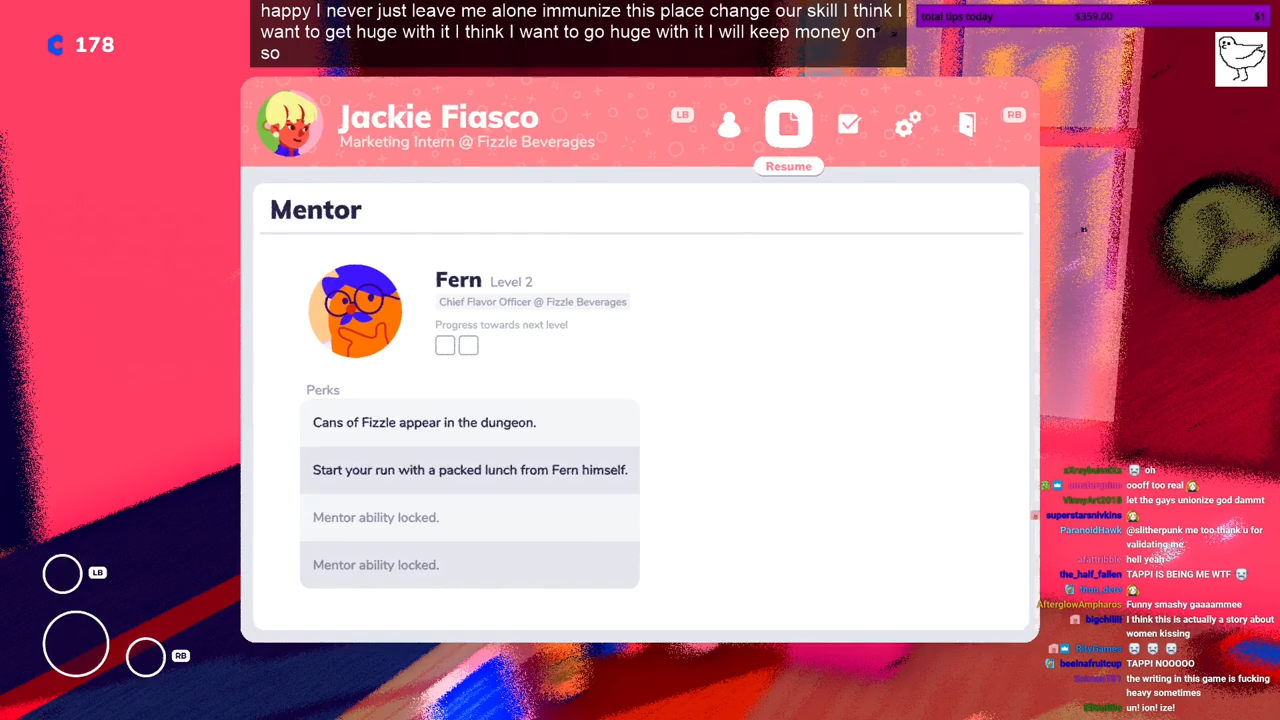 happy I never just leave me alone immunize this place change our skill I think I
want to get huge with it I think I want to go huge with it I will keep money on
so
total tips today $359.00 $1
178
Jackie Fiasco
Marketing Intern @ Fizzle Beverages
LB
RB
Resume
Mentor
Fern Level 2
Chief Flavor Officer @ Fizzle Beverages
Progress towards next level
Perks
Cans of Fizzle appear in the dungeon.
Start your run with a packed lunch from Fern himself.
Mentor ability locked.
Mentor ability locked.
LB
RB
oh
oooff too real
VinnyArt2018 let the gays unionize god dammt
superstarsnivkins
ParanoidHawk @slitherpunk me too thank u for
validating me
afattribble hell yeah
the_half_fallen TAPPI IS BEING ME WTF
AfterglowAmpharos Funny smashy gaaaammee
bigchiliii I think this is actually a story about
women kissing
RityGames
beeinafruitcup TAPPI NOOOOO
the writing in this game is fucking
heavy sometimes
un! ion! ize!